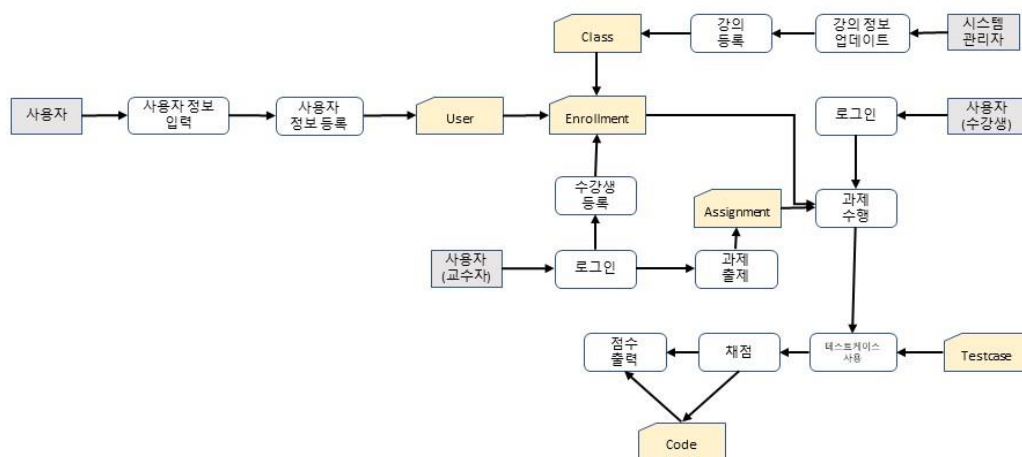 Class
강의
등록
강의 정보
업데이트
시스템
관리자
사용자
사용자 정보
입력
사용자
정보 등록
User
Enrollment
로그인
사용자
(수강생)
수강생
등록
Assignment
과제
수행
사용자
(교수자)
로그인
과제
출제
점수
출력
채점
테스트케이스
사용
Testcase
Code